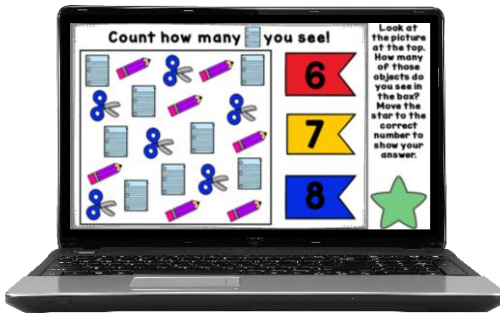 Count how many you see!
6
7
8
Look at
the picture
at the top.
How many
of those
objects do
you see in
the box?
Move the
star to the
correct
number to
show your
answer.